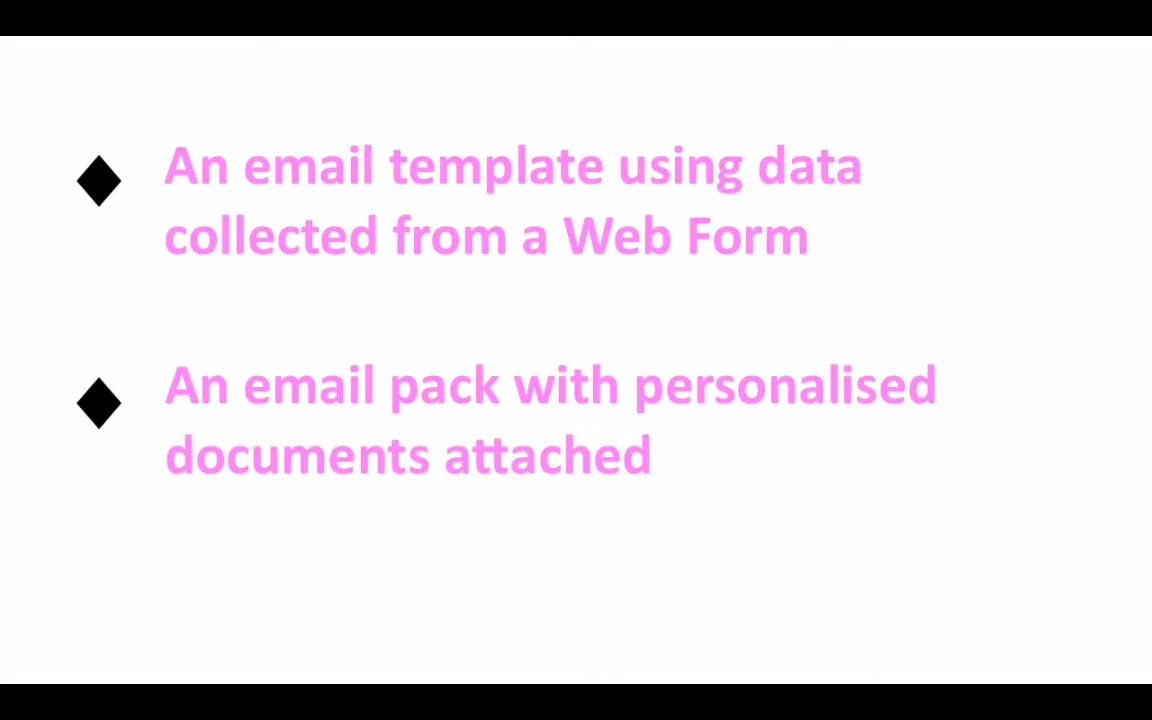 An email template using data
collected from a Web Form
An email pack with personalised
documents attached